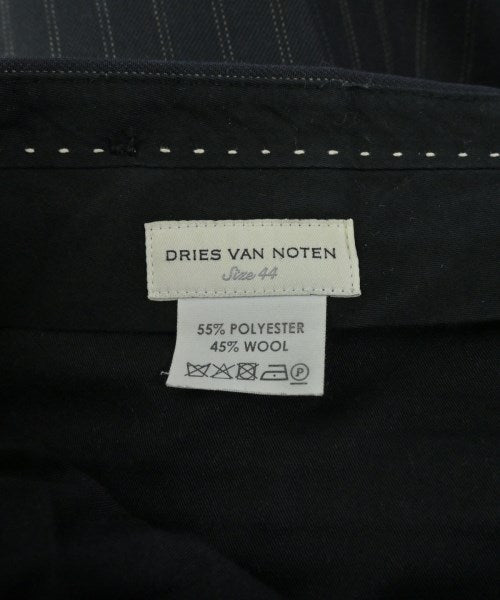 DRIES VAN NOTEN
Size 44
55% POLYESTER
45% WOOL
P